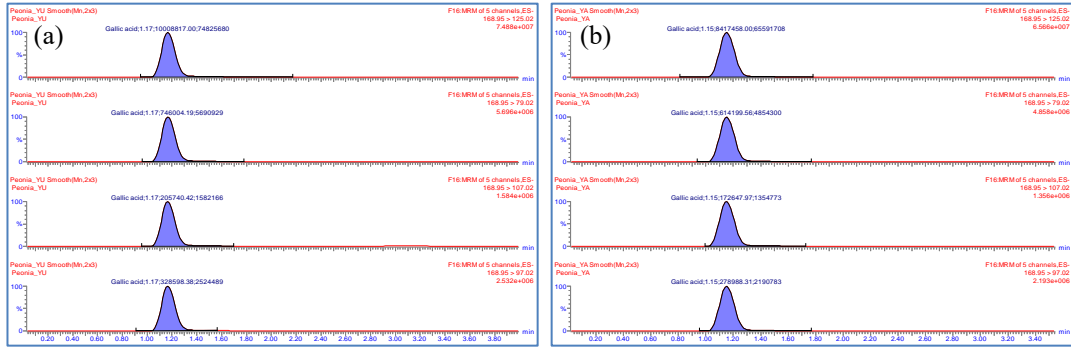 (a)
Peonia_YU Smooth(Mn,2x3)
Peonia_YU
F16:MRM of 5 channels,ES-
168.95 > 125.02
7.488e+007
Gallic acid;1.17;10008817.00;74825680
100
%
0
min
Peonia_YU Smooth(Mn,2x3)
Peonia_YU
F16:MRM of 5 channels,ES-
168.95 > 79.02
5.696e+006
Gallic acid;1.17;746004.19;5690929
100
%
0
min
Peonia_YU Smooth(Mn,2x3)
Peonia_YU
F16:MRM of 5 channels,ES-
168.95 > 107.02
1.584e+006
Gallic acid;1.17;205740.42;1582166
100
%
0
min
Peonia_YU Smooth(Mn,2x3)
Peonia_YU
F16:MRM of 5 channels,ES-
168.95 > 97.02
2.532e+006
Gallic acid;1.17;328598.38;2524489
100
%
0
min
0.20 0.40 0.60 0.80 1.00 1.20 1.40 1.60 1.80 2.00 2.20 2.40 2.60 2.80 3.00 3.20 3.40 3.60 3.80
(b)
Peonia_YA Smooth(Mn,2x3)
Peonia_YA
F16:MRM of 5 channels,ES-
168.95 > 125.02
6.566e+007
Gallic acid;1.15;8417458.00;65591708
100
%
0
min
Peonia_YA Smooth(Mn,2x3)
Peonia_YA
F16:MRM of 5 channels,ES-
168.95 > 79.02
4.858e+006
Gallic acid;1.15;614199.56;4854300
100
%
0
min
Peonia_YA Smooth(Mn,2x3)
Peonia_YA
F16:MRM of 5 channels,ES-
168.95 > 107.02
1.356e+006
Gallic acid;1.15;172647.97;1354773
100
%
0
min
Peonia_YA Smooth(Mn,2x3)
Peonia_YA
F16:MRM of 5 channels,ES-
168.95 > 97.02
2.193e+006
Gallic acid;1.15;278988.31;2190783
100
%
0
min
0.20 0.40 0.60 0.80 1.00 1.20 1.40 1.60 1.80 2.00 2.20 2.40 2.60 2.80 3.00 3.20 3.40